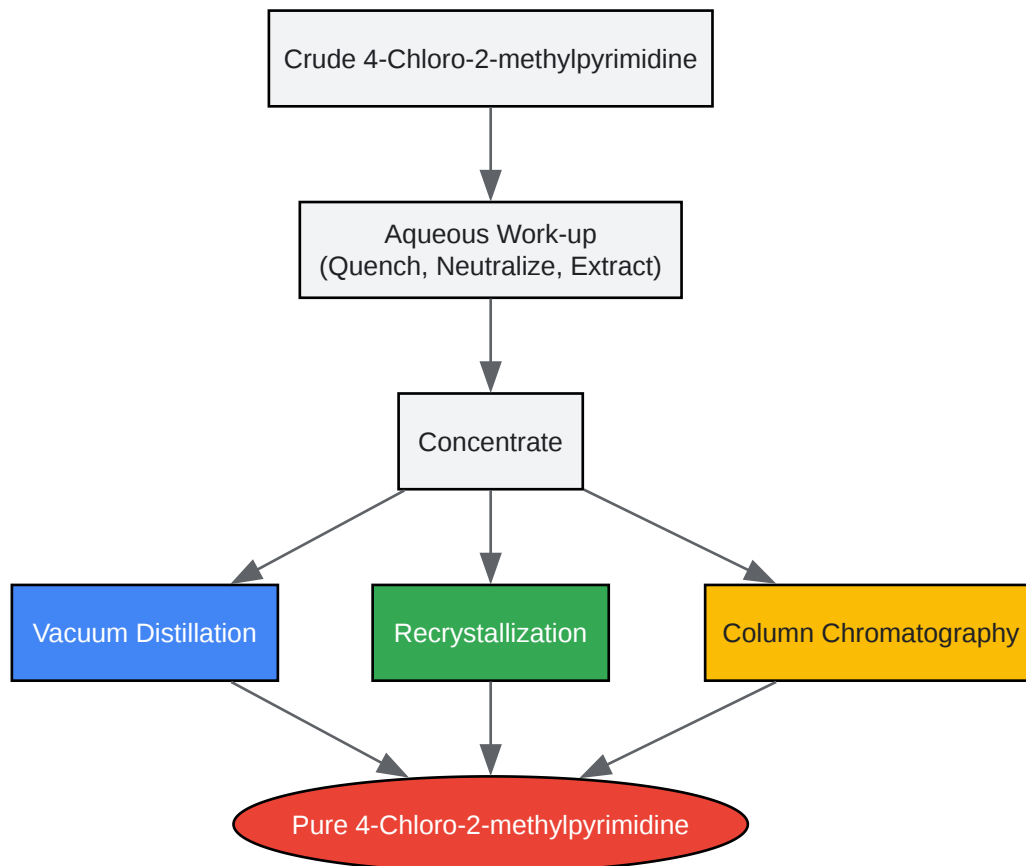 Crude 4-Chloro-2-methylpyrimidine
Aqueous Work-up
(Quench, Neutralize, Extract)
Concentrate
Vacuum Distillation
Recrystallization
Column Chromatography
Pure 4-Chloro-2-methylpyrimidine